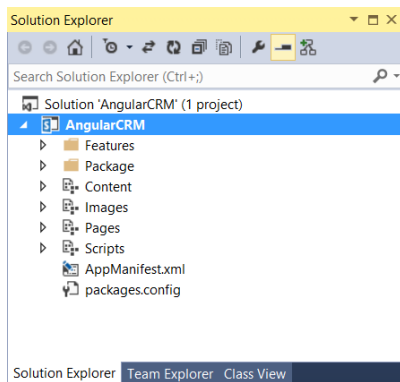 Solution Explorer
Search Solution Explorer (Ctrl+;)
Solution 'AngularCRM' (1 project)
AngularCRM
Features
Package
Content
Images
Pages
Scripts
AppManifest.xml
packages.config
Solution Explorer Team Explorer Class View